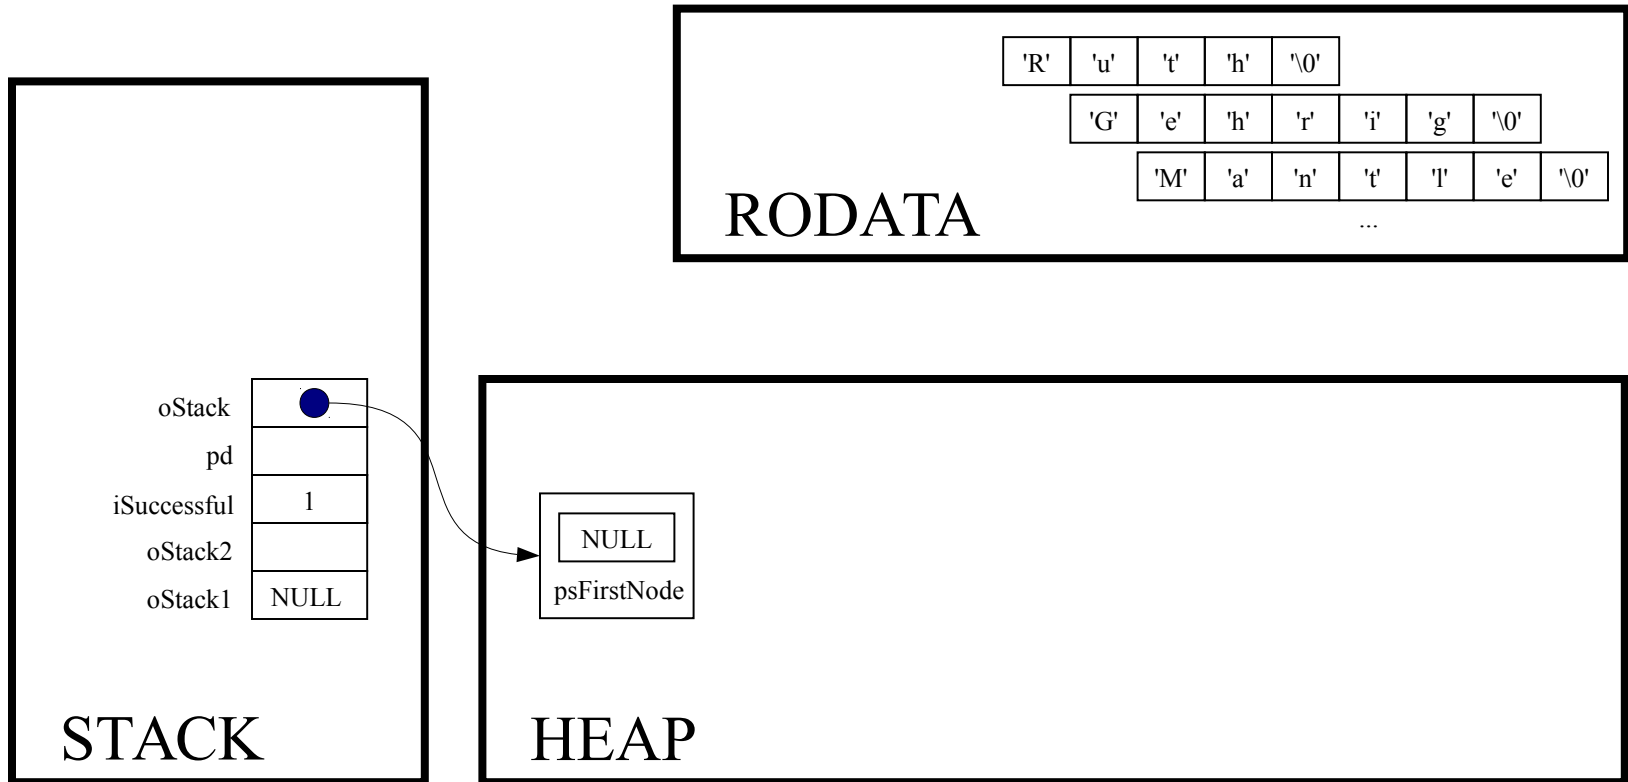 'R' 'u' 't' 'h' '\0'
'G' 'e' 'h' 'r' 'i' 'g' '\0'
'M' 'a' 'n' 't' 'l' 'e' '\0'
...
RODATA
oStack
pd
iSuccessful 1
oStack2
oStack1 NULL
STACK
NULL
psFirstNode
HEAP